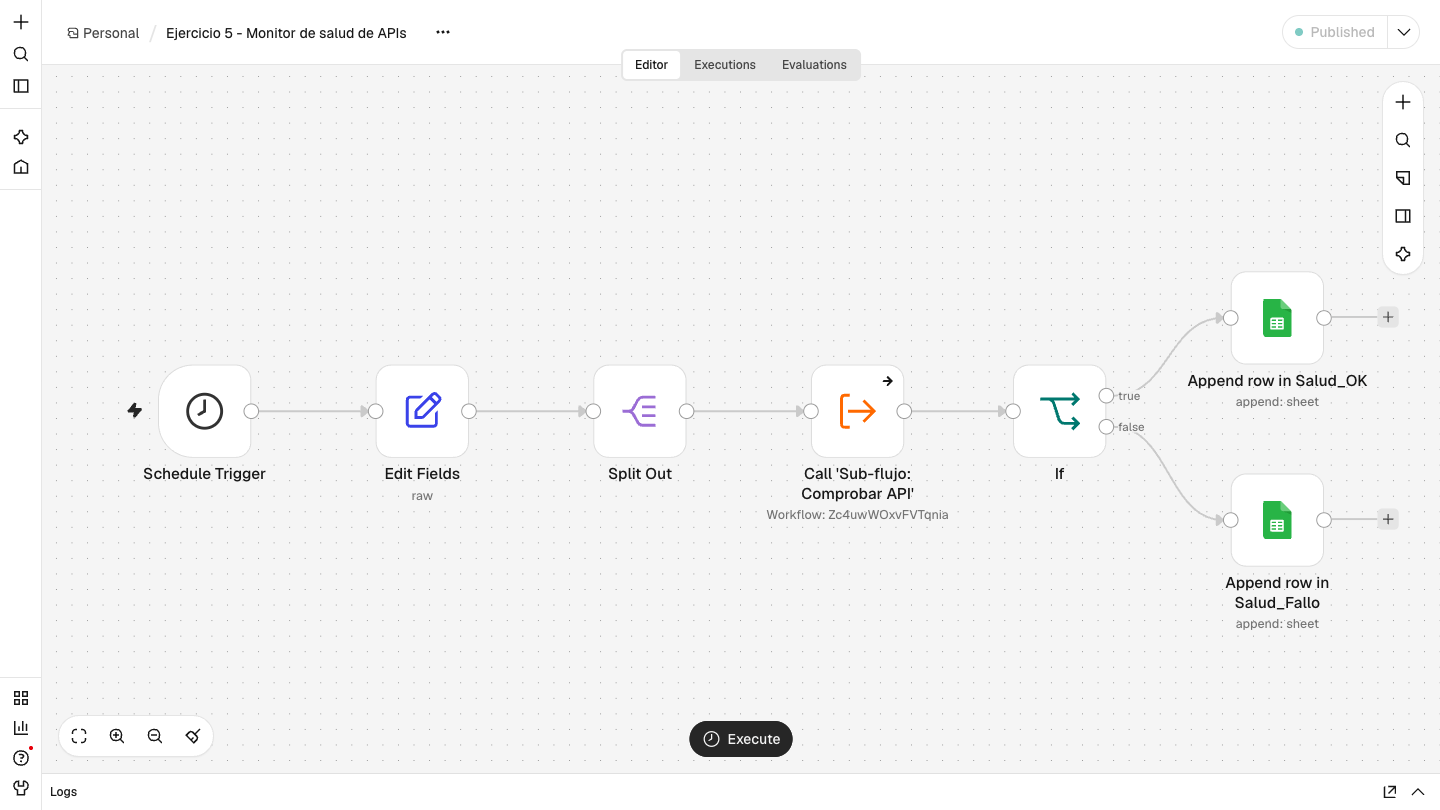 Personal / Ejercicio 5 - Monitor de salud de APIs
Published
Editor Executions Evaluations
Schedule Trigger
Edit Fields
raw
Split Out
Call 'Sub-flujo:
Comprobar API'
Workflow: Zc4uwWOxvFVTqnia
If
true
false
Append row in Salud_OK
append: sheet
Append row in
Salud_Fallo
append: sheet
Execute
Logs